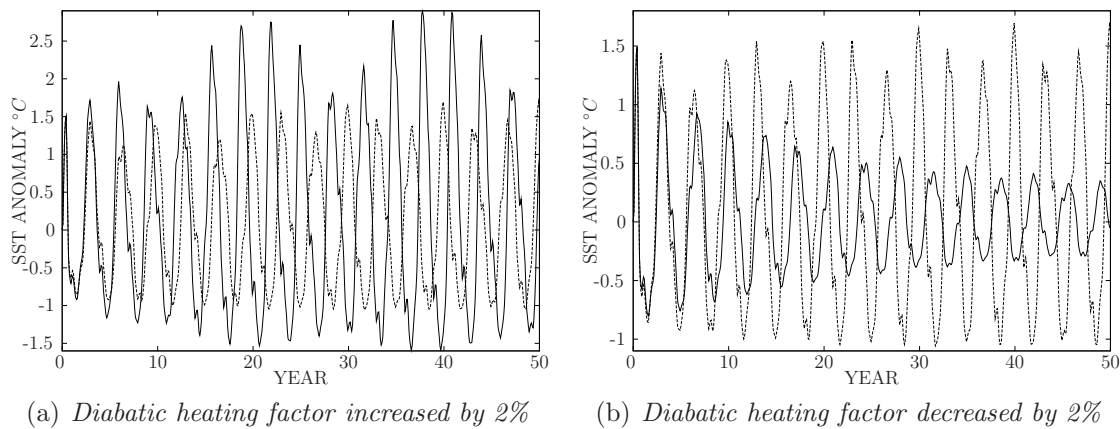 SST ANOMALY °C
2.5
2
1.5
1
0.5
0
-0.5
-1
-1.5
0 10 20 30 40 50
YEAR
(a) Diabatic heating factor increased by 2%
SST ANOMALY °C
1.5
1
0.5
0
-0.5
-1
0 10 20 30 40 50
YEAR
(b) Diabatic heating factor decreased by 2%